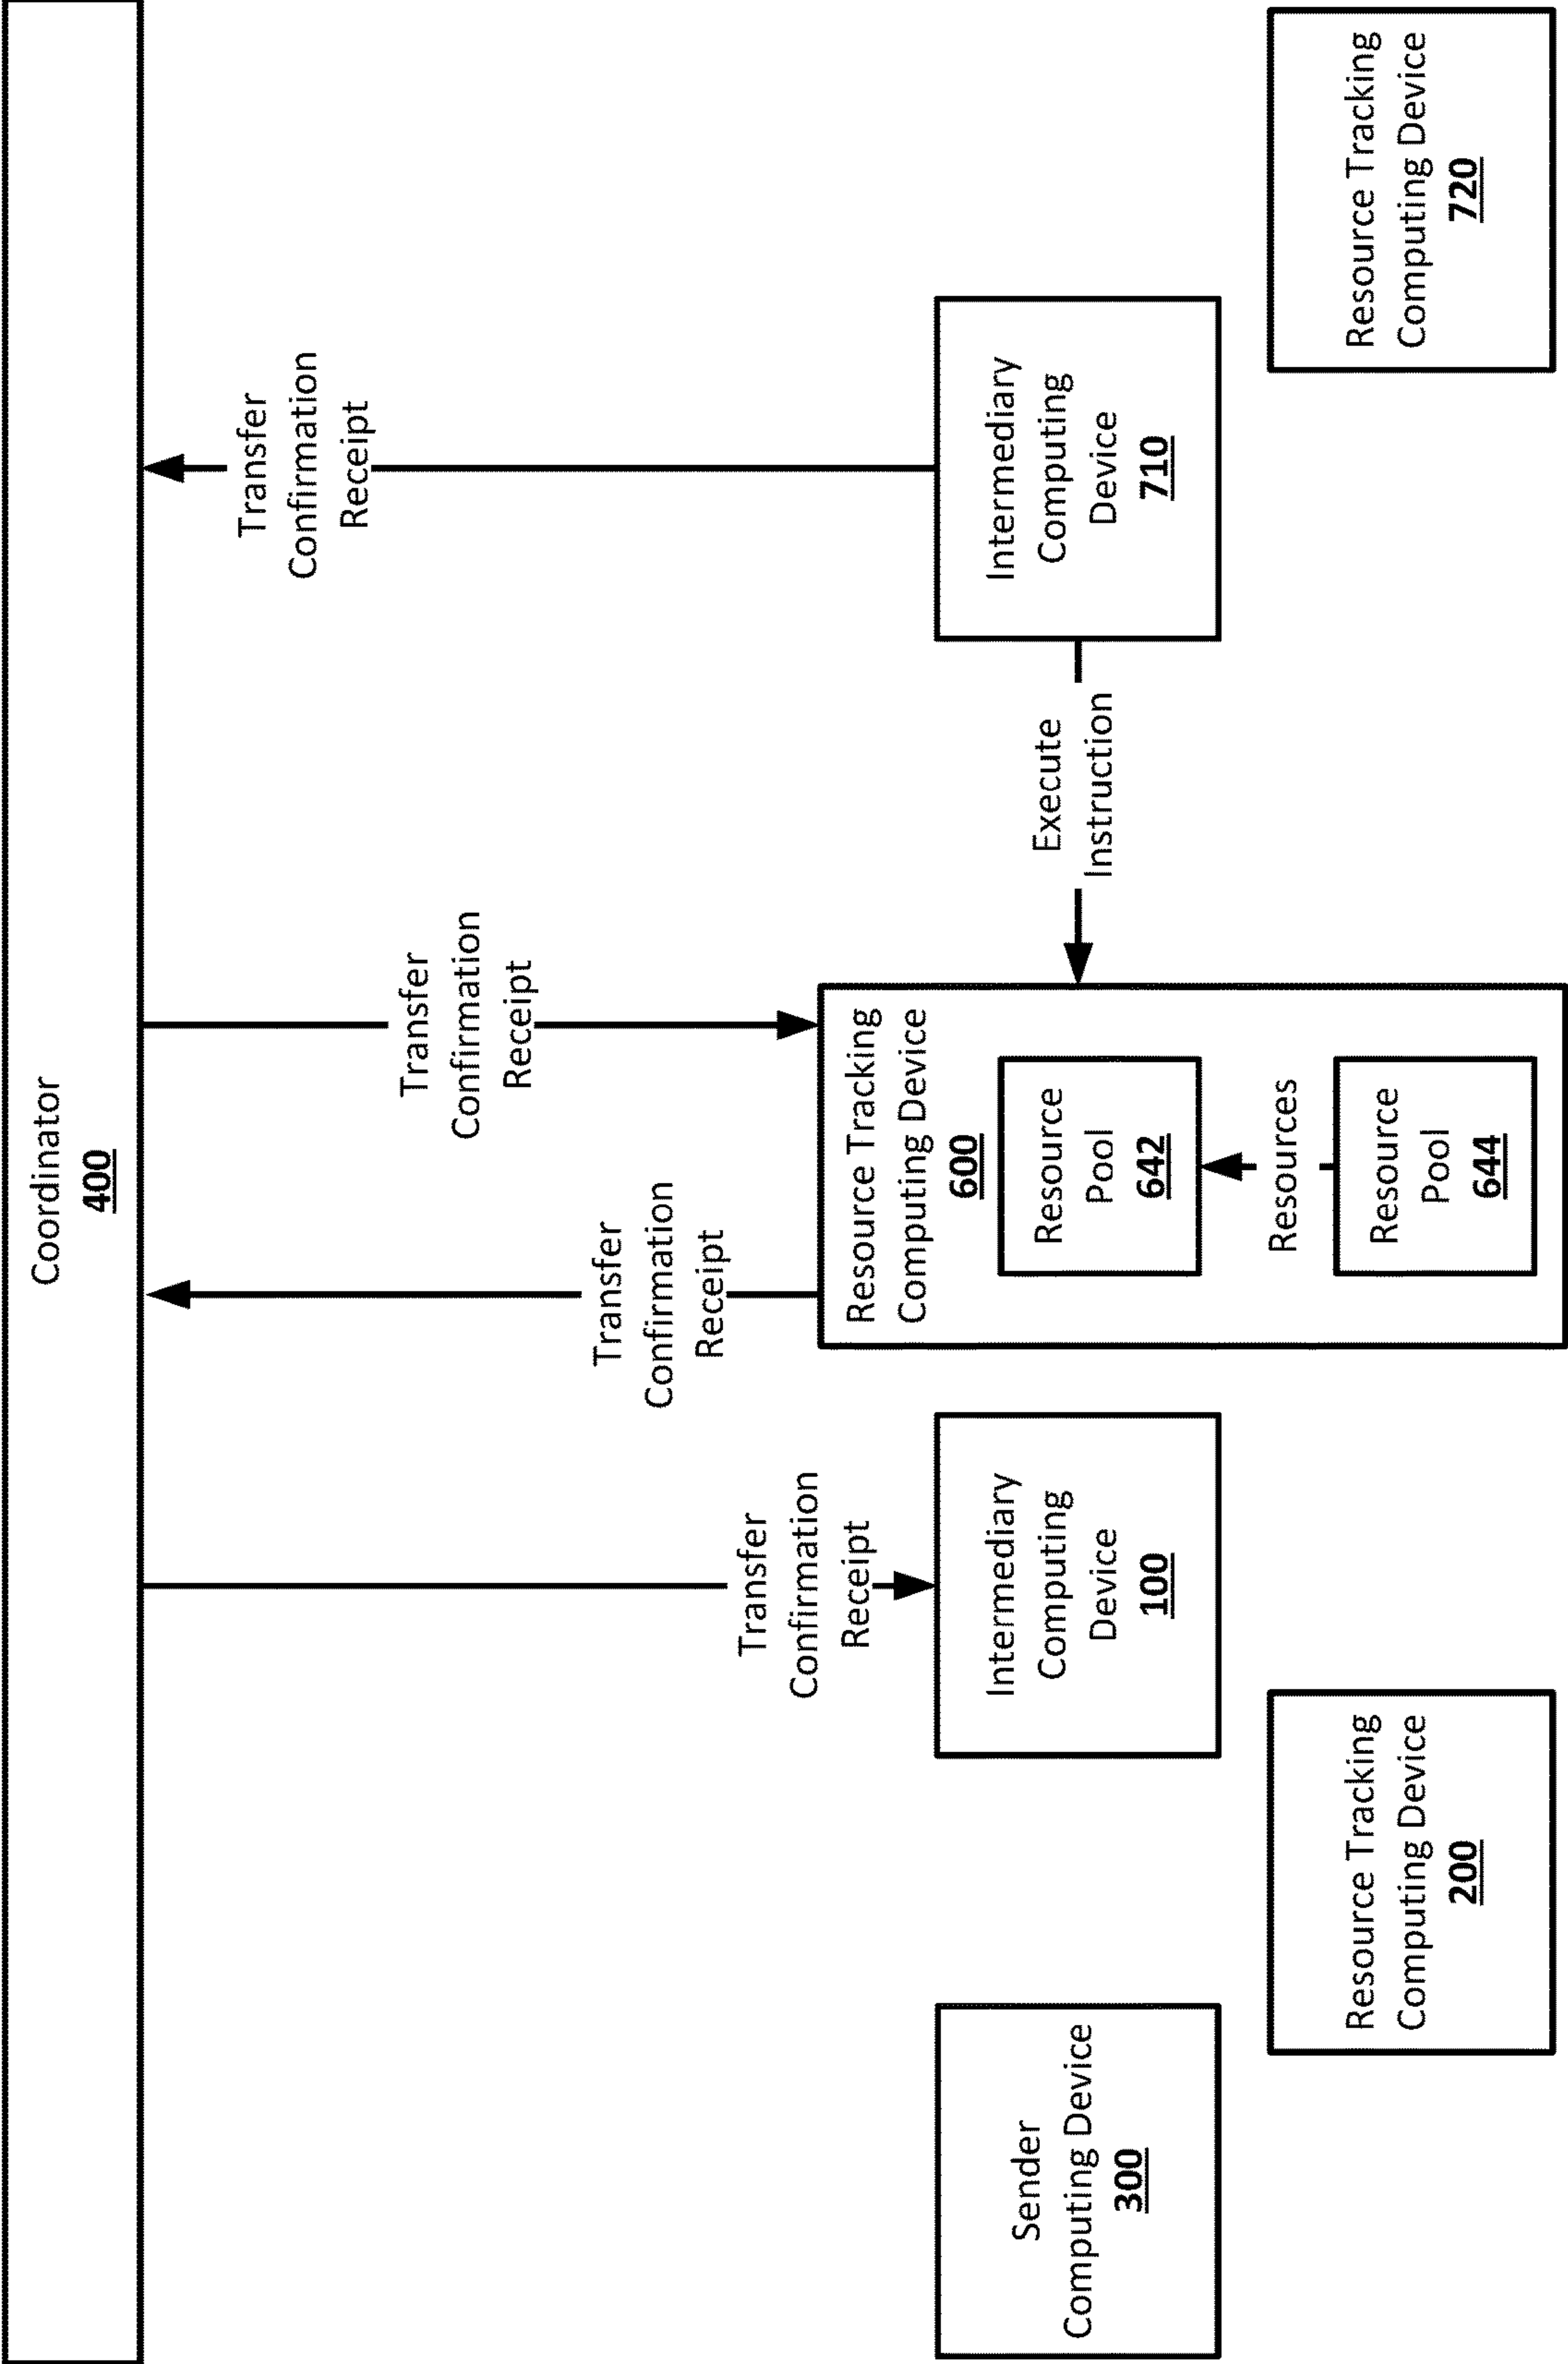 Coordinator
400
Transfer
Confirmation
Receipt
Transfer
Confirmation
Receipt
Transfer
Confirmation
Receipt
Transfer
Confirmation
Receipt
Sender
Computing Device
300
Intermediary
Computing
Device
100
Resource Tracking
Computing Device
600
Resource
Pool
642
Resources
Resource
Pool
644
Execute
Instruction
Intermediary
Computing
Device
710
Resource Tracking
Computing Device
200
Resource Tracking
Computing Device
720